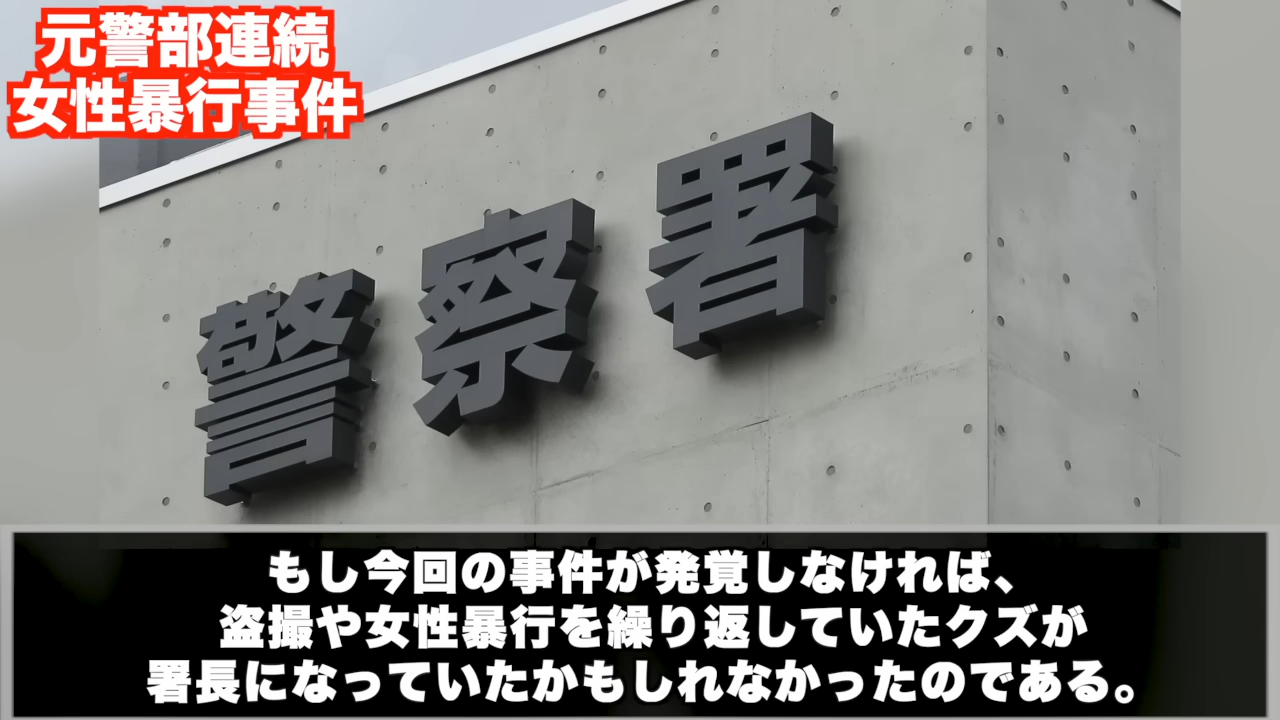 元警部連続
女性暴行事件
警察署
もし今回の事件が発覚しなければ、
盗撮や女性暴行を繰り返していたクズが
署長になっていたかもしれなかったのである。